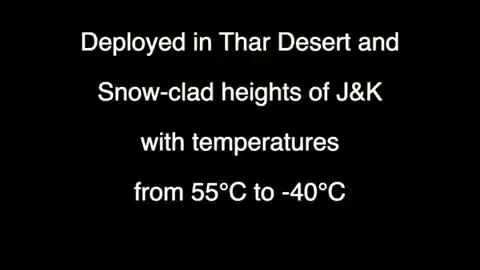 Deployed in Thar Desert and
Snow-clad heights of J&K
with temperatures
from 55°C to -40°C